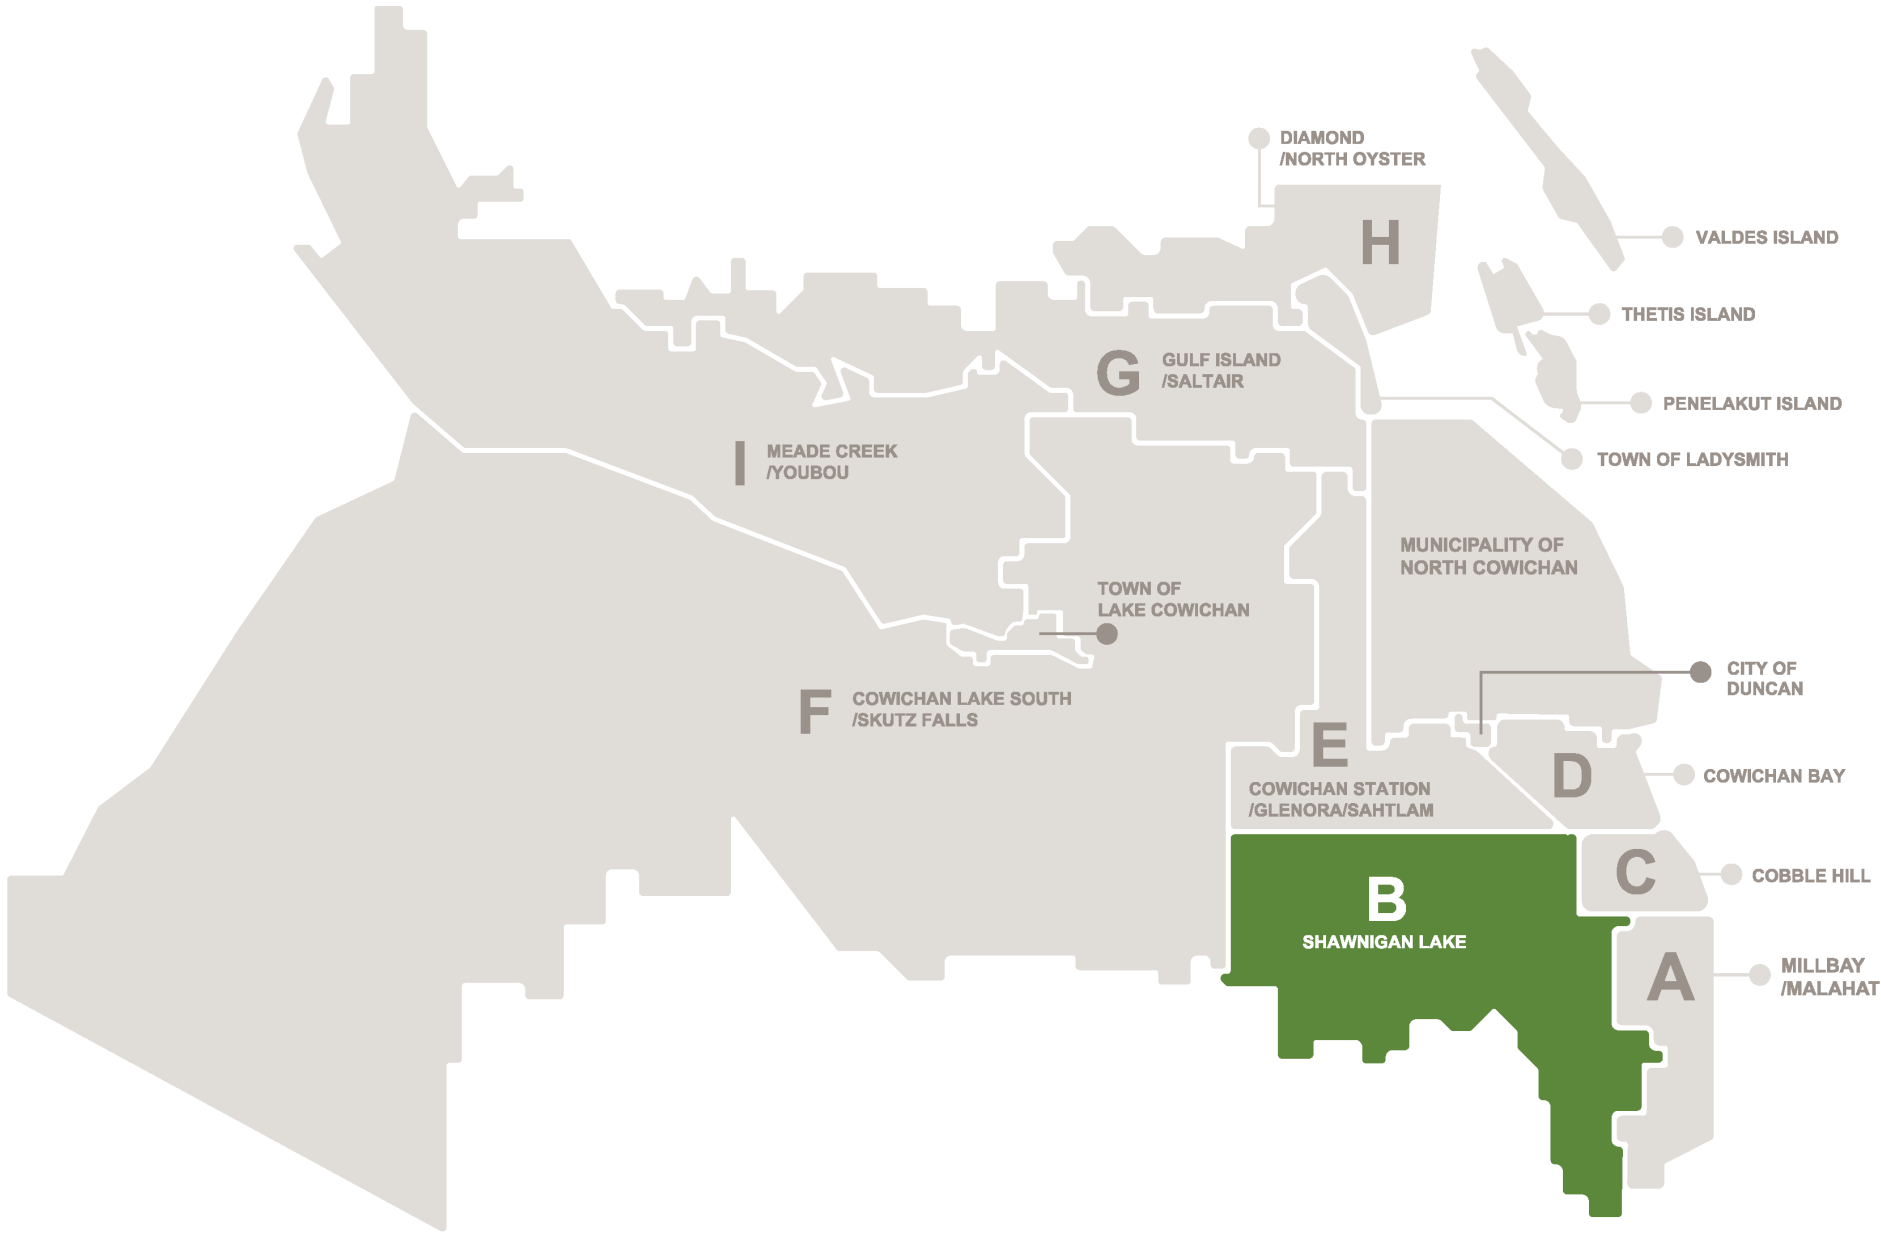 DIAMOND
/NORTH OYSTER
H
VALDES ISLAND
THETIS ISLAND
G
GULF ISLAND
/SALTAIR
PENELAKUT ISLAND
I
MEADE CREEK
/YOUBOU
TOWN OF LADYSMITH
MUNICIPALITY OF
NORTH COWICHAN
TOWN OF
LAKE COWICHAN
F
COWICHAN LAKE SOUTH
/SKUTZ FALLS
CITY OF
DUNCAN
E
COWICHAN STATION
/GLENORA/SAHTLAM
D
COWICHAN BAY
B
SHAWNIGAN LAKE
C
COBBLE HILL
A
MILLBAY
/MALAHAT